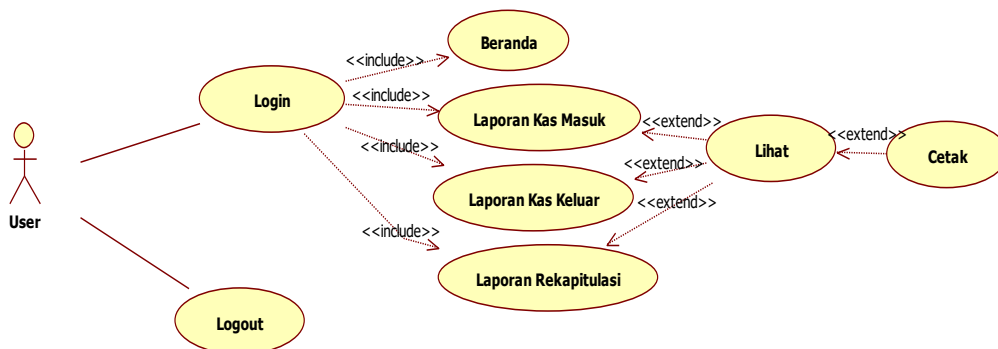 Beranda
<<include>>
Login
<<include>>
Laporan Kas Masuk
<<extend>>
<<extend>>
<<include>>
Lihat
Cetak
<<extend>>
User
Laporan Kas Keluar
<<extend>>
<<include>>
Laporan Rekapitulasi
Logout